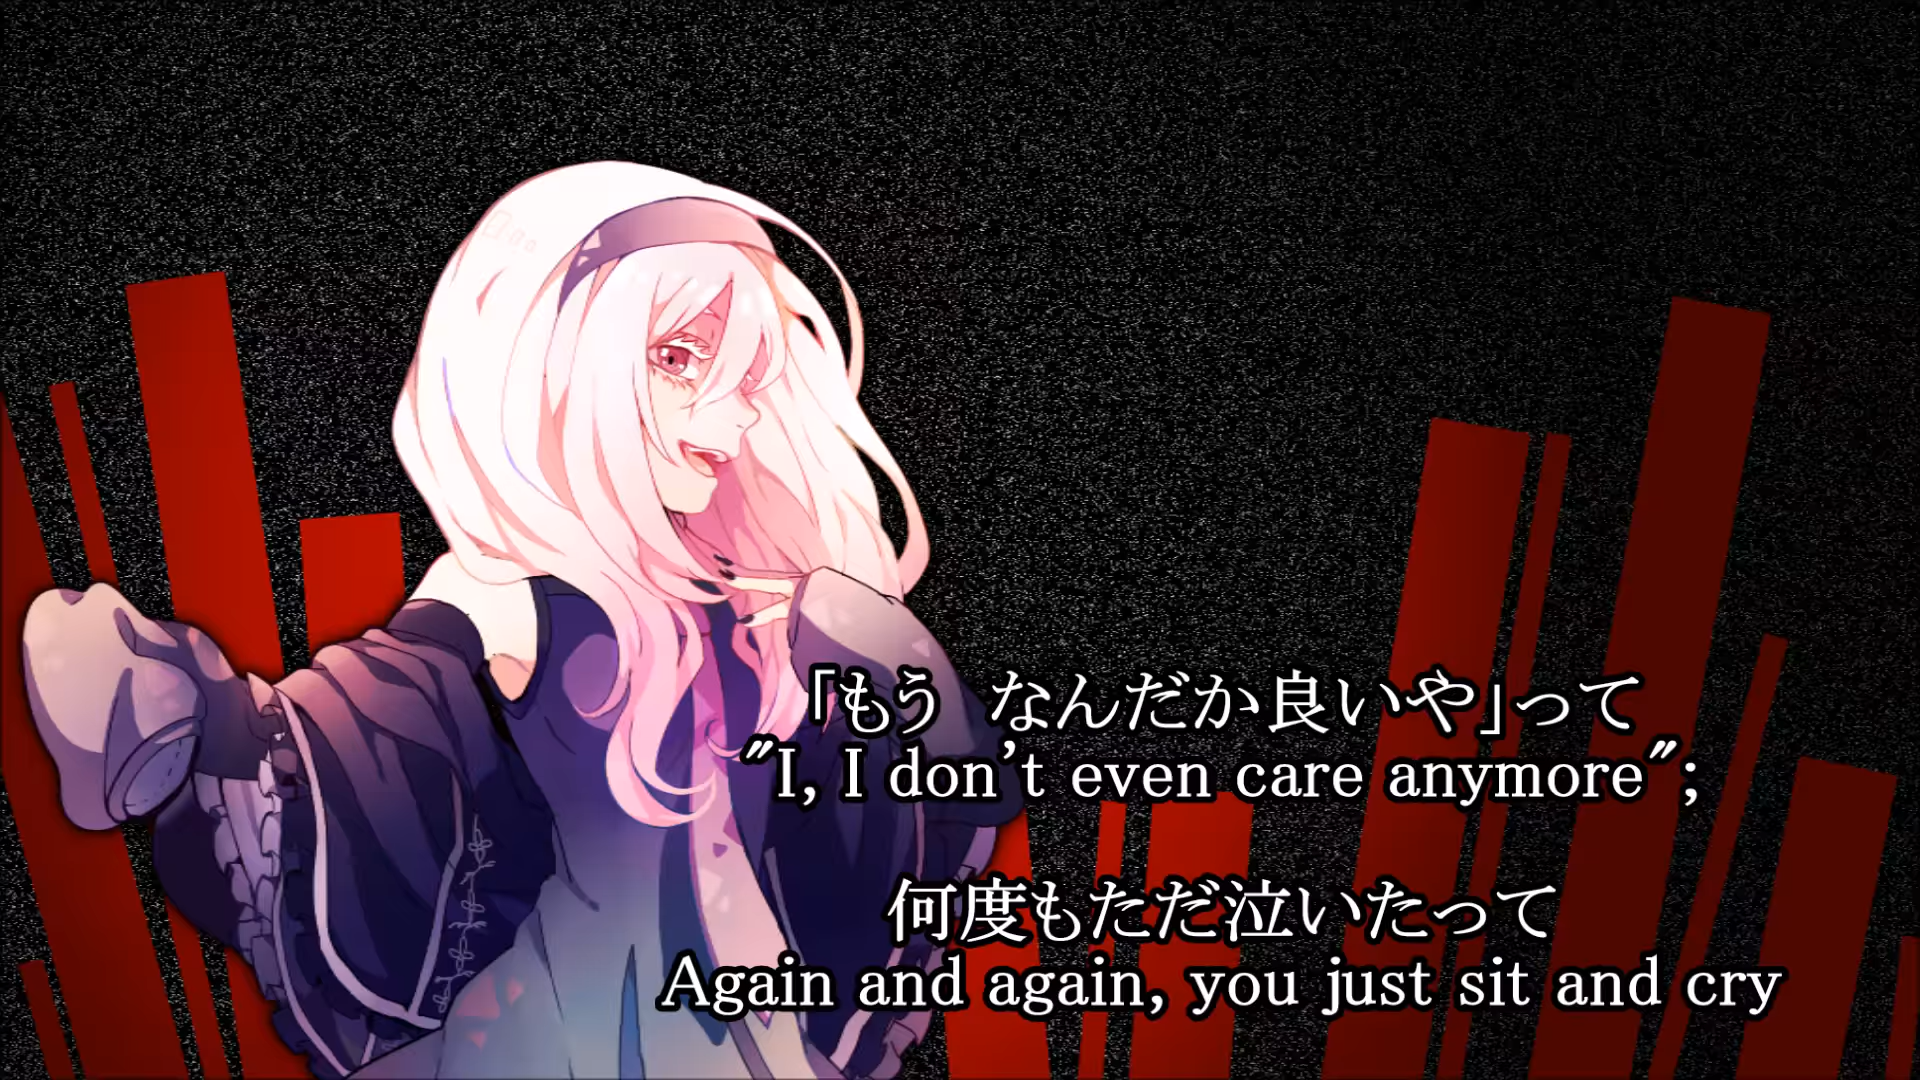 「もう なんだか良いや」って
"I, I don't even care anymore";
何度もただ泣いたって
Again and again, you just sit and cry